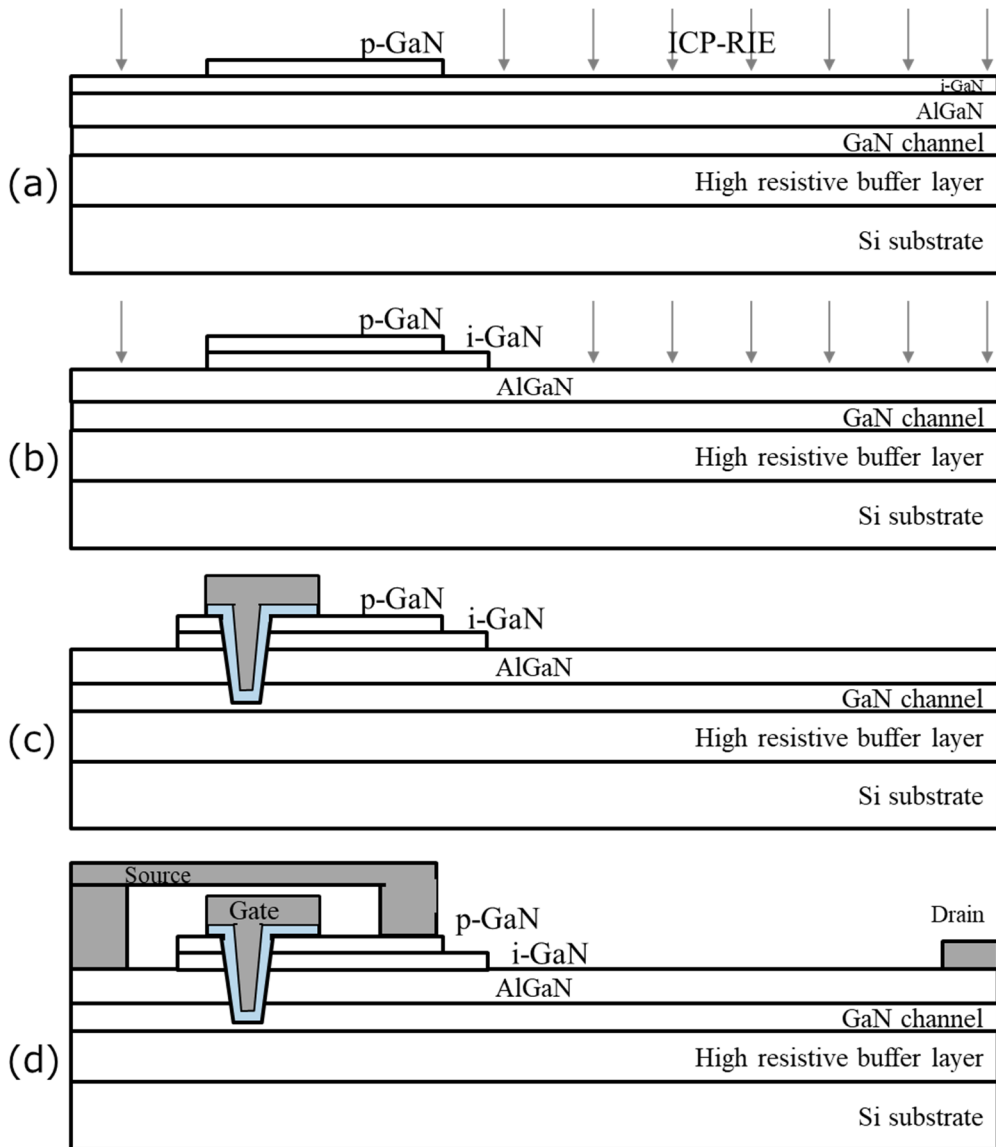 p-GaN
ICP-RIE
i-GaN
AlGaN
GaN channel
(a)
High resistive buffer layer
Si substrate
p-GaN
i-GaN
AlGaN
GaN channel
(b)
High resistive buffer layer
Si substrate
p-GaN
i-GaN
AlGaN
GaN channel
(c)
High resistive buffer layer
Si substrate
Source
Gate
p-GaN
Drain
i-GaN
AlGaN
GaN channel
(d)
High resistive buffer layer
Si substrate